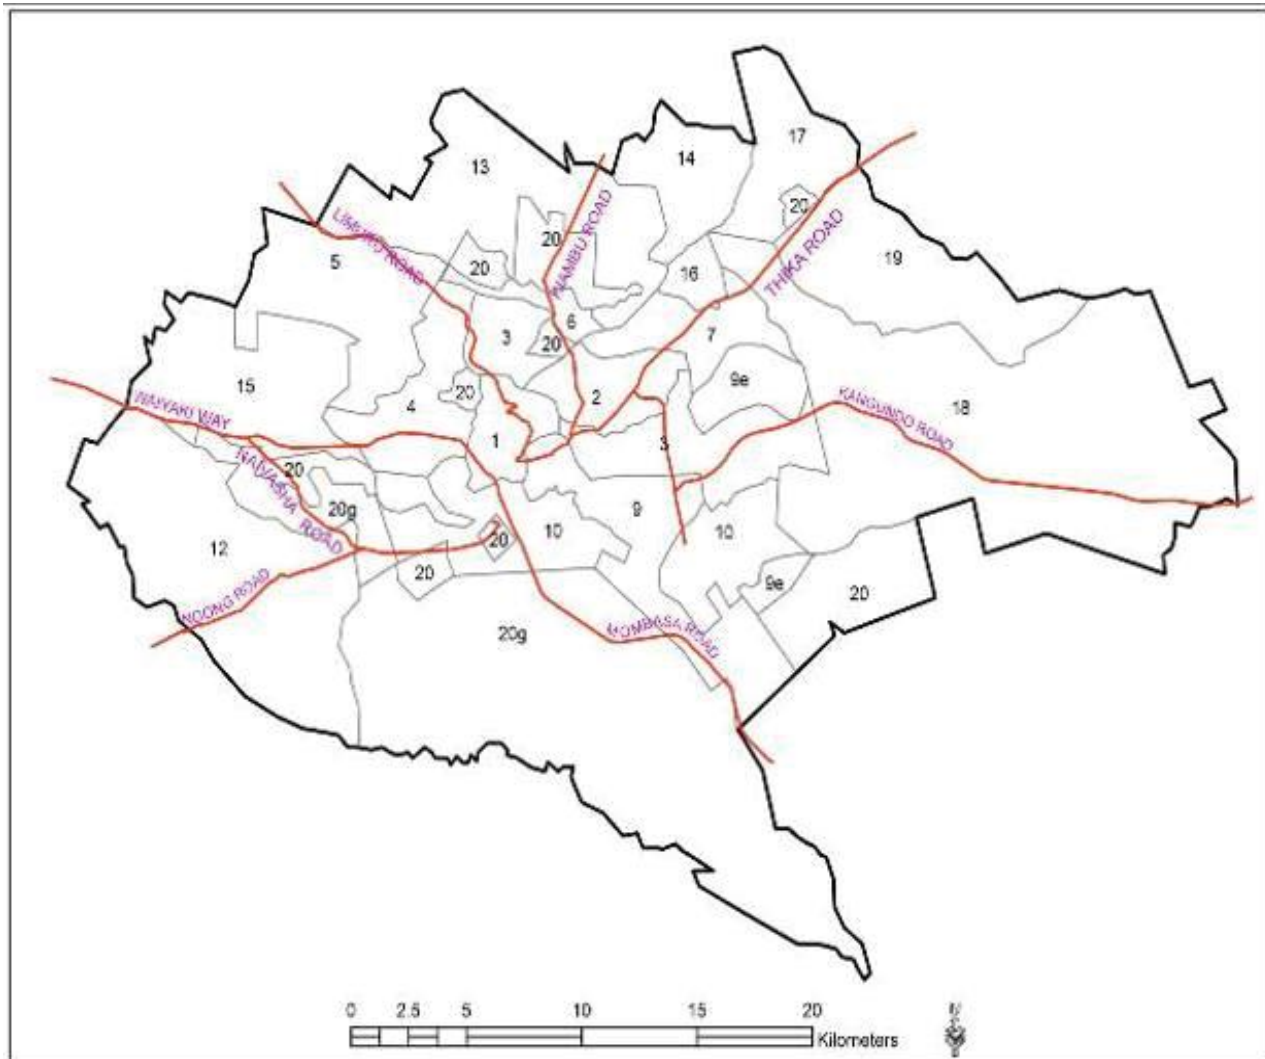 17
13
14
20
LIMURU ROAD
NAMBU ROAD
20
THIKA ROAD
5
20
16
19
6
3
20
7
15
9e
NAIYAKI WAY
4
20
2
KANGUNDO ROAD
18
1
3
NAIVASHA ROAD
20
20g
9
10
10
12
20
20
9e
20
NGONG ROAD
20g
MOMBASA ROAD
0
2.5
5
10
15
20
Kilometers
N